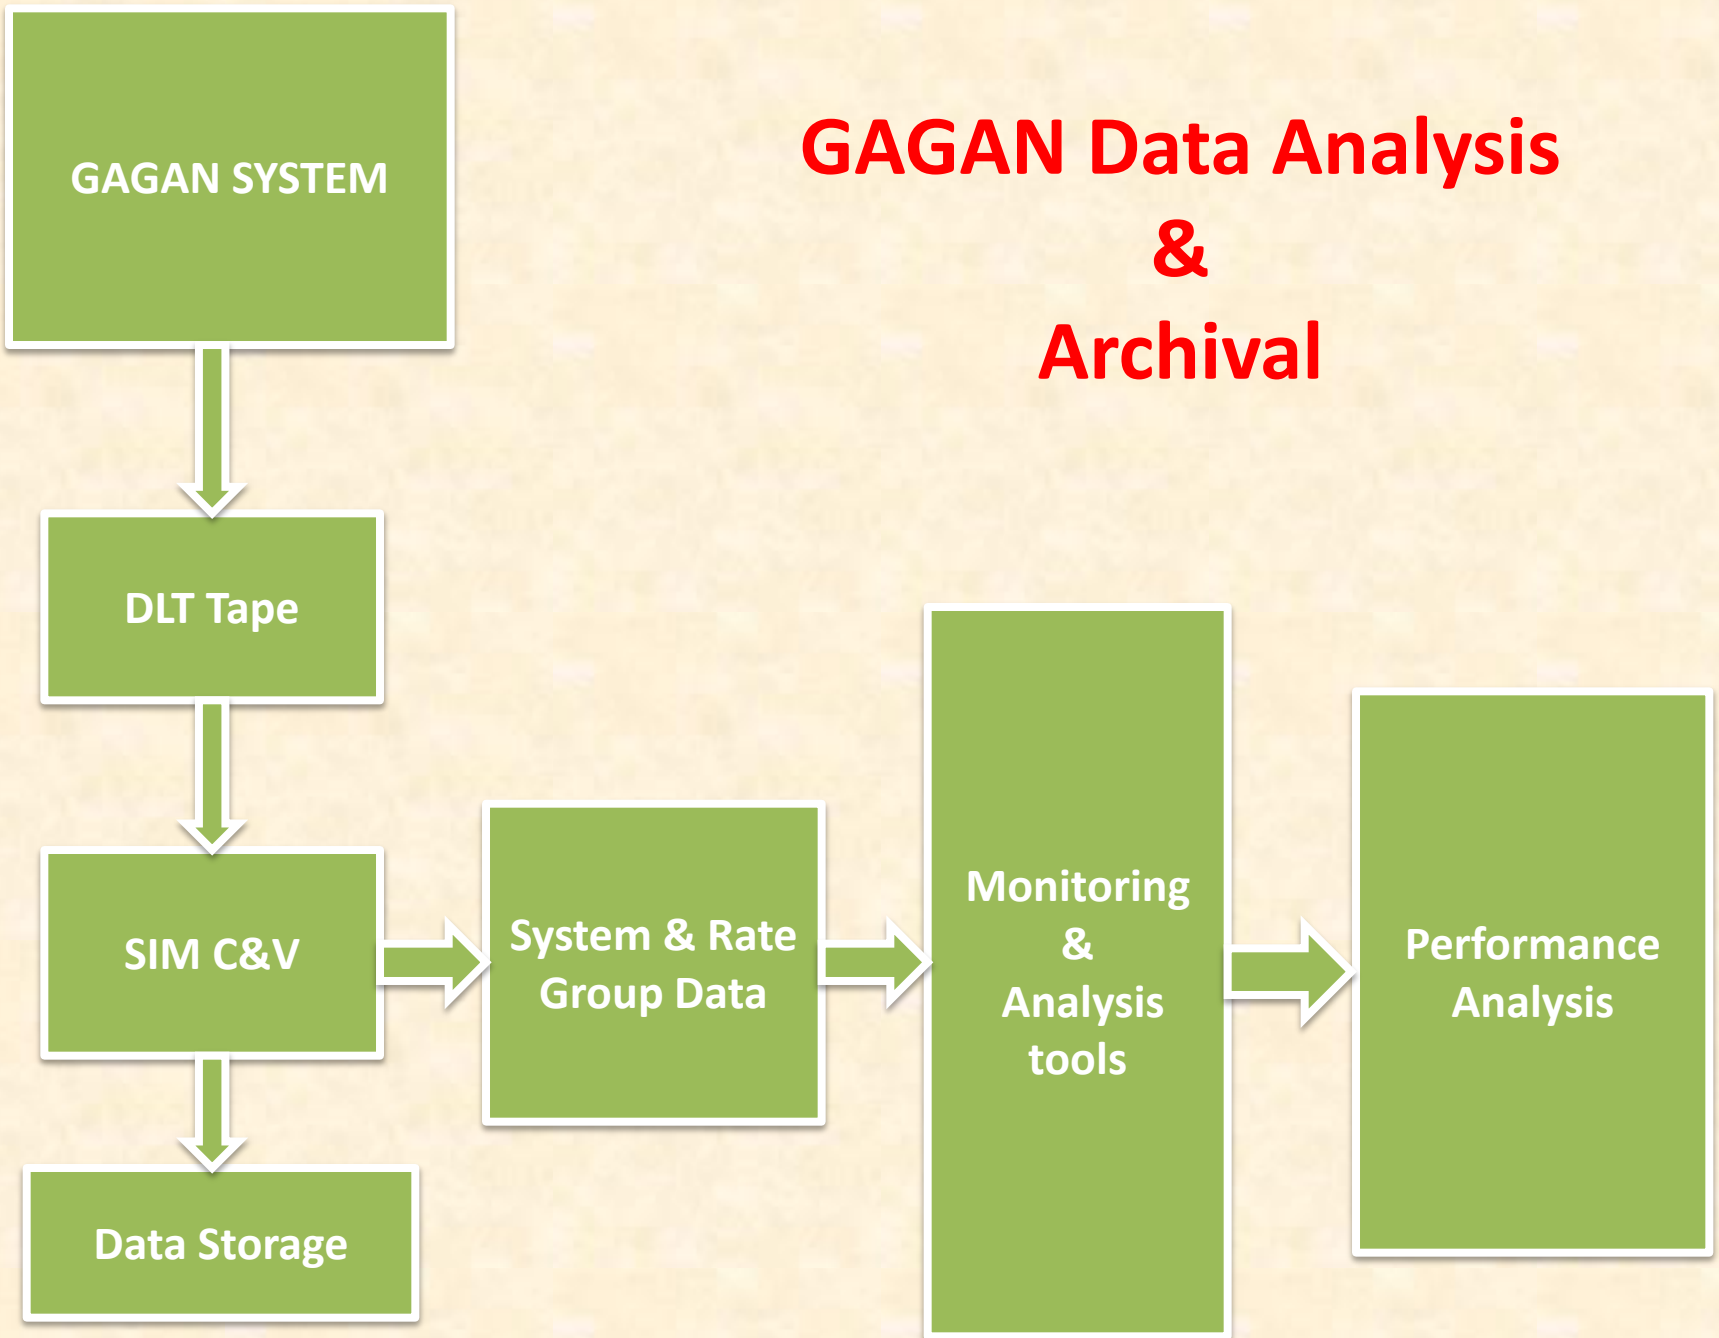 GAGAN SYSTEM
GAGAN Data Analysis
&
Archival
DLT Tape
SIM C&V
System & Rate
Group Data
Monitoring
&
Analysis
tools
Performance
Analysis
Data Storage